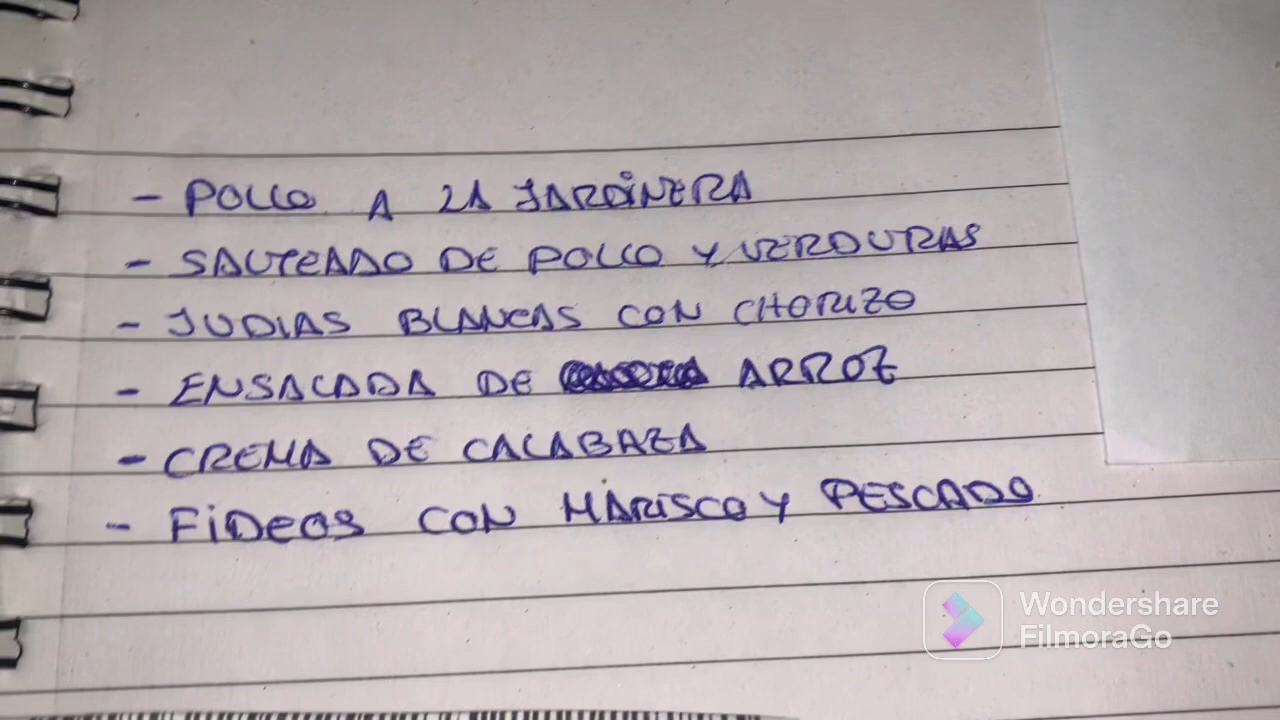 - POLLO A LA JARDINERA
- SALTEADO DE POLLO Y VERDURAS
- JUDIAS BLANCAS CON CHORIZO
- ENSALADA DE ARROZ
- CREMA DE CALABAZA
- FIDEOS CON MARISCO Y PESCADO
Wondershare
FilmoraGo